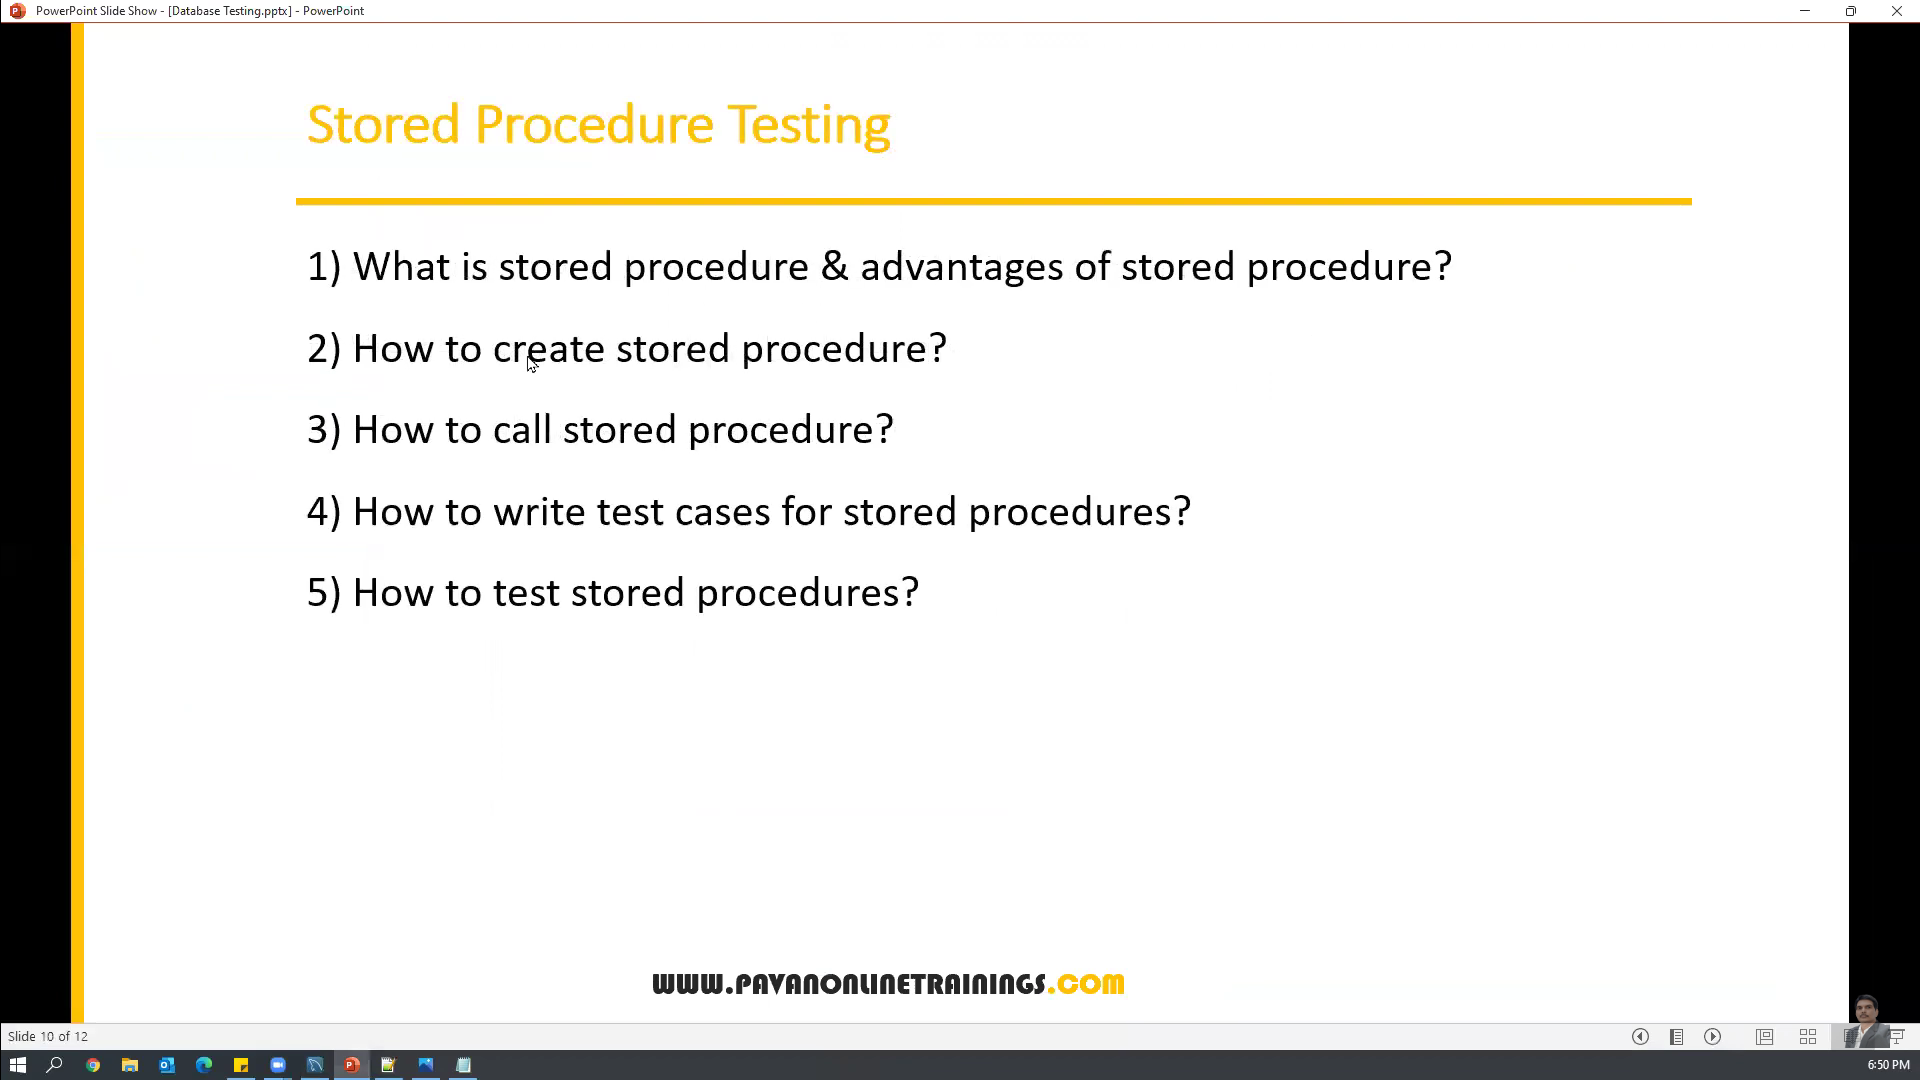 PowerPoint Slide Show - [Database Testing.pptx] - PowerPoint
Stored Procedure Testing
1) What is stored procedure & advantages of stored procedure?
2) How to create stored procedure?
3) How to call stored procedure?
4) How to write test cases for stored procedures?
5) How to test stored procedures?
WWW.PAVANONLINETRAININGS.COM
Slide 10 of 12
6:50 PM